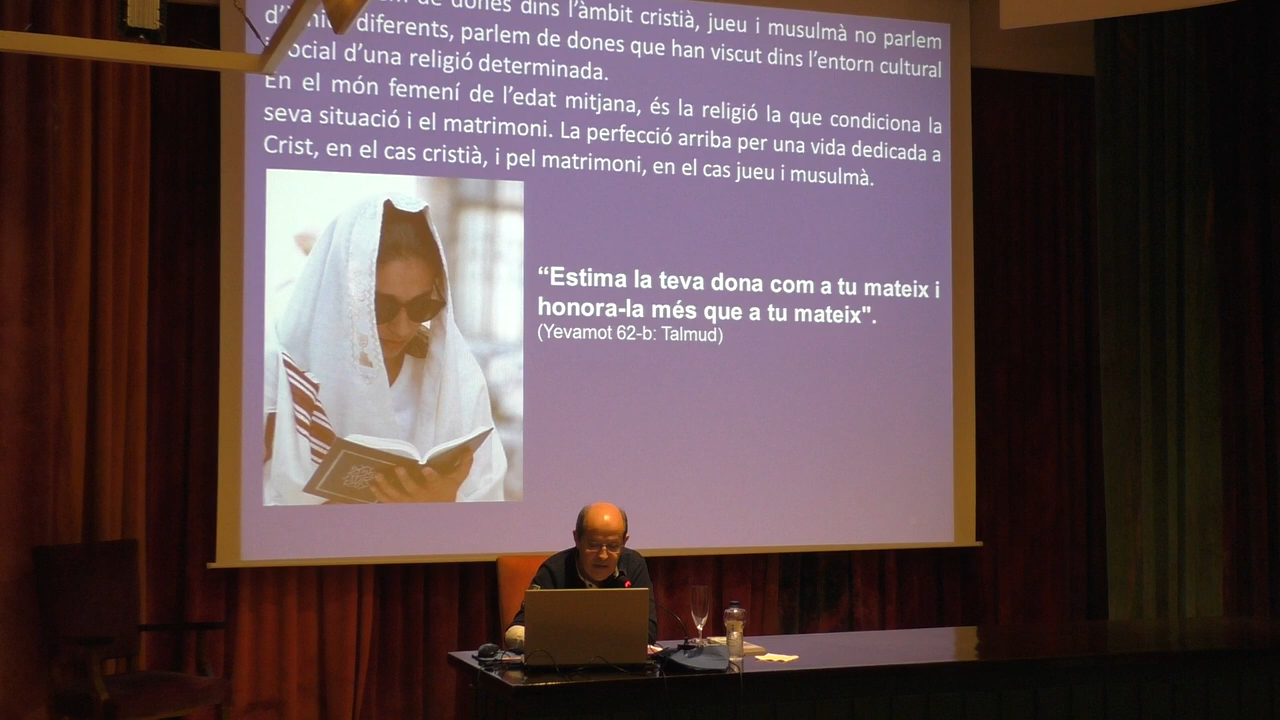 de dones dins l’àmbit cristià, jueu i musulmà no parlem
diferents, parlem de dones que han viscut dins l’entorn cultural
i social d’una religió determinada.
En el món femení de l’edat mitjana, és la religió la que condiciona la
seva situació i el matrimoni. La perfecció arriba per una vida dedicada a
Crist, en el cas cristià, i pel matrimoni, en el cas jueu i musulmà.
“Estima la teva dona com a tu mateix i
honora-la més que a tu mateix".
(Yevamot 62-b: Talmud)